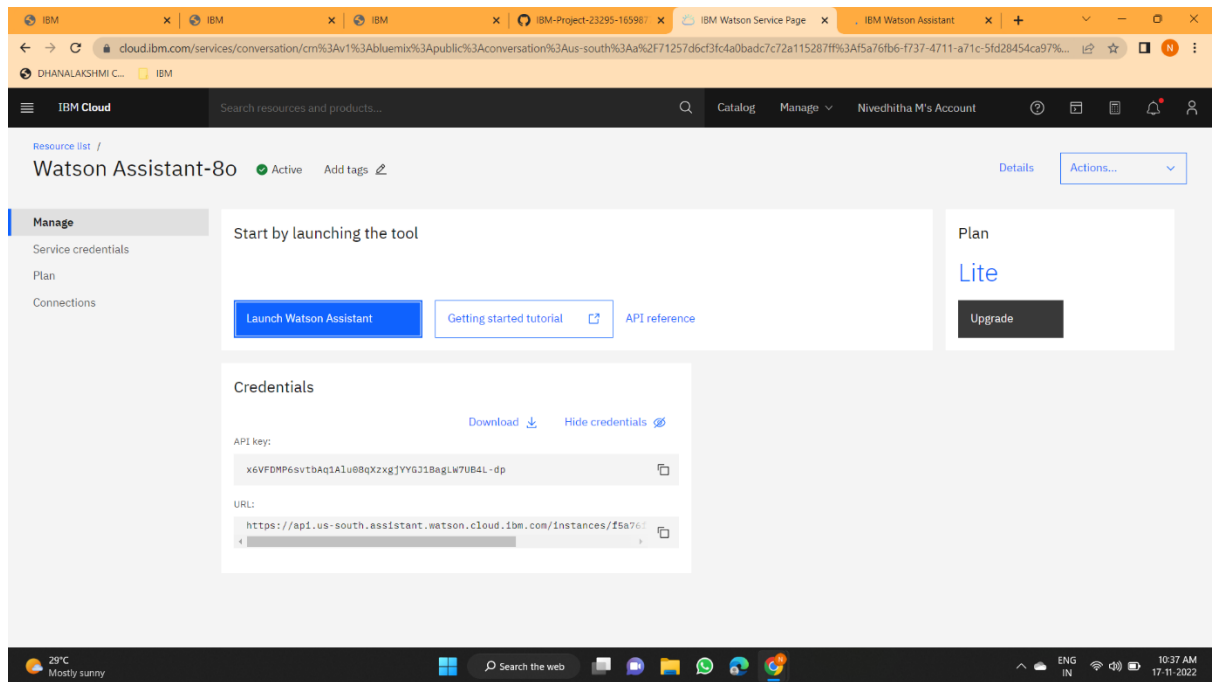 IBM
IBM
IBM
IBM-Project-23295-165987
IBM Watson Service Page
IBM Watson Assistant
cloud.ibm.com/services/conversation/crn%3Av1%3Abluemix%3Apublic%3Aconversation%3Aus-south%3Aa%2F71257d6cf3fc4a0badc7c72a115287ff%3Af5a76fb6-f737-4711-a71c-5fd28454ca97%...
N
DHANALAKSHMI C...
IBM
IBM Cloud
Search resources and products...
Catalog
Manage
Nivedhitha M's Account
Resource list /
Watson Assistant-8o
Active
Add tags
Details
Actions...
Manage
Service credentials
Plan
Connections
Start by launching the tool
Launch Watson Assistant
Getting started tutorial
API reference
Plan
Lite
Upgrade
Credentials
Download
Hide credentials
API key:
x6VFDMP6svtbAq1Alu08qXzxgjYYGJ1BagLW7UB4L-dp
URL:
https://api.us-south.assistant.watson.cloud.ibm.com/instances/f5a76
29°C
Mostly sunny
Search the web
ENG
IN
10:37 AM
17-11-2022